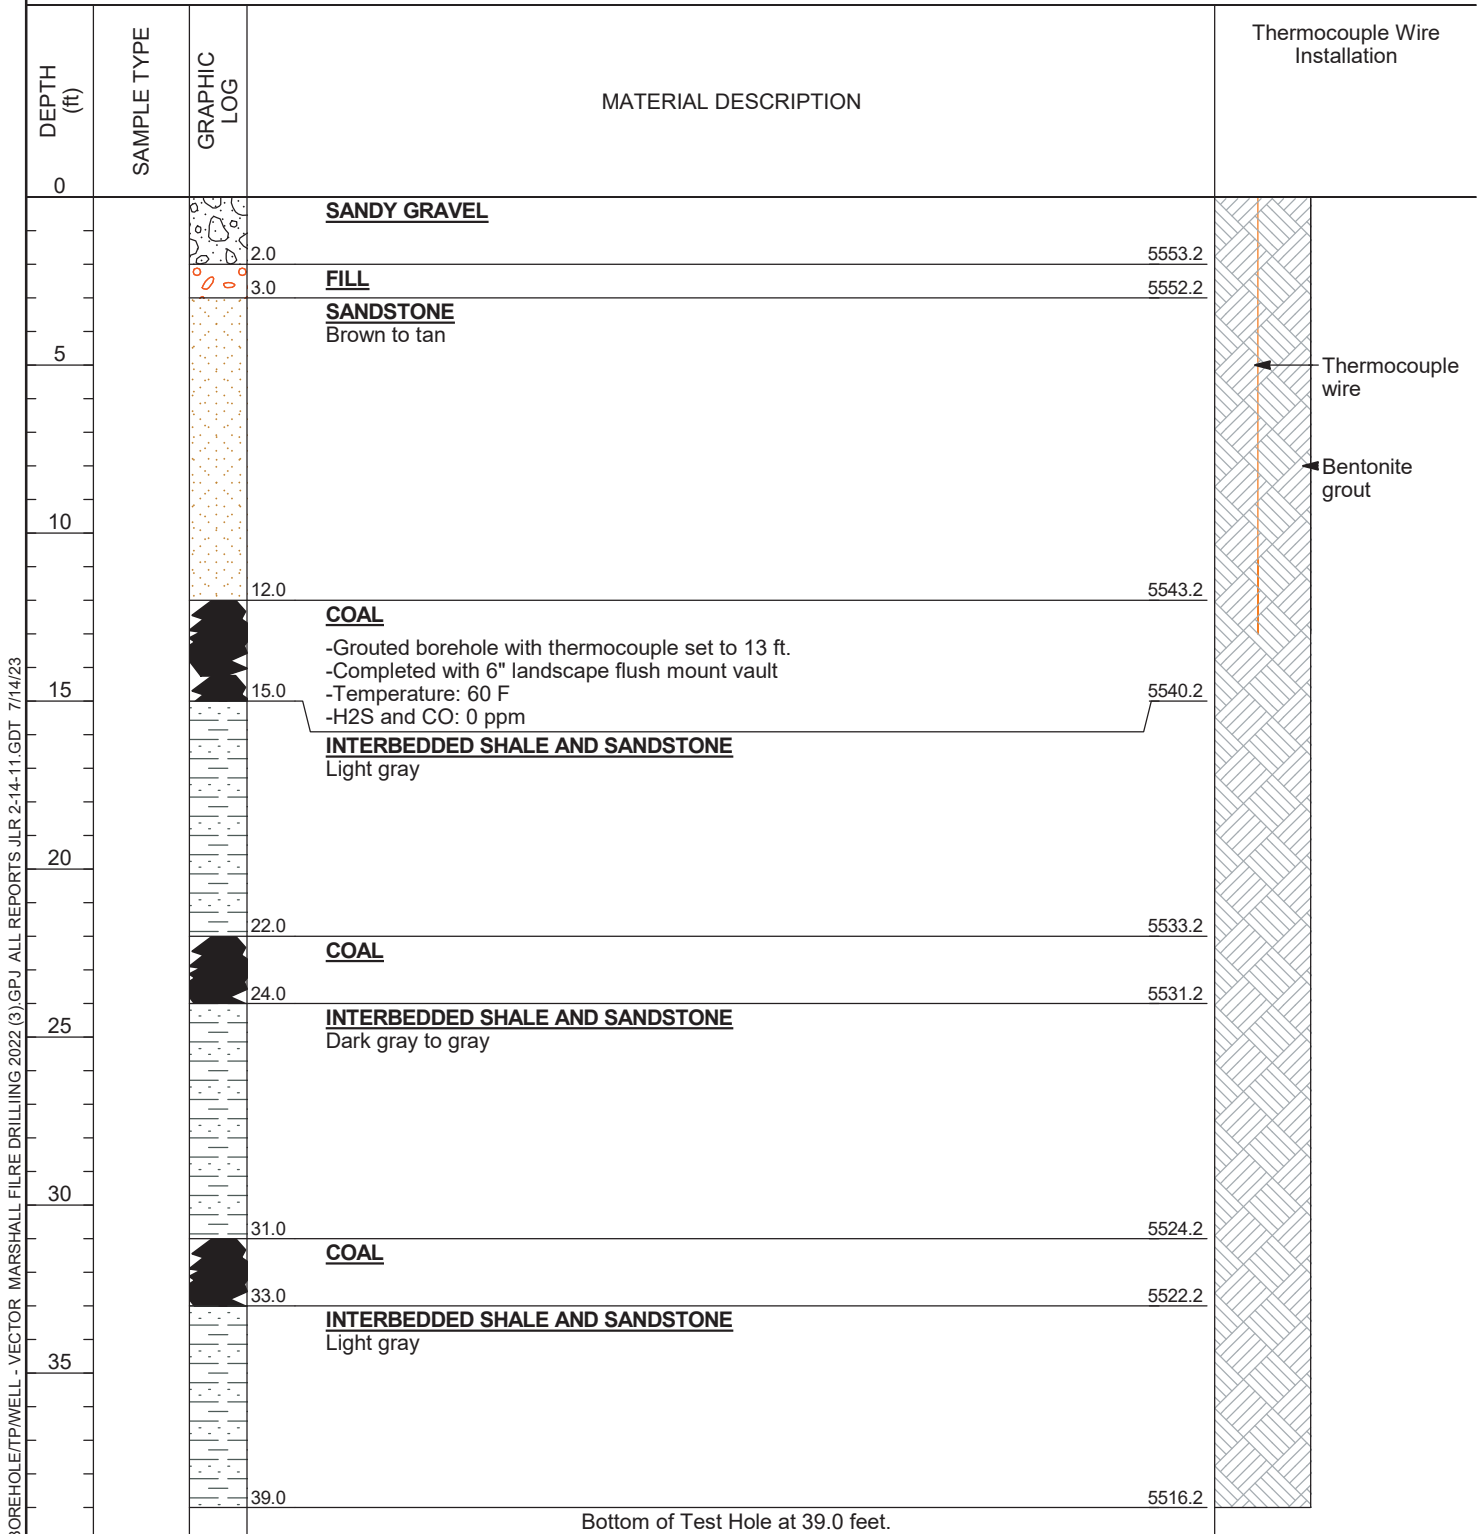 DEPTH
(ft)
SAMPLE TYPE
GRAPHIC
LOG
MATERIAL DESCRIPTION
Thermocouple Wire
Installation
0
SANDY GRAVEL
2.0 5553.2
FILL
3.0 5552.2
SANDSTONE
Brown to tan
5
Thermocouple
wire
Bentonite
grout
10
12.0 5543.2
COAL
-Grouted borehole with thermocouple set to 13 ft.
-Completed with 6" landscape flush mount vault
-Temperature: 60 F
15 15.0 5540.2
-H2S and CO: 0 ppm
INTERBEDDED SHALE AND SANDSTONE
Light gray
20
22.0 5533.2
COAL
24.0 5531.2
INTERBEDDED SHALE AND SANDSTONE
25
Dark gray to gray
30
31.0 5524.2
COAL
33.0 5522.2
INTERBEDDED SHALE AND SANDSTONE
Light gray
35
39.0 5516.2
Bottom of Test Hole at 39.0 feet.
BOREHOLE/TP/WELL - VECTOR MARSHALL FILRE DRILLIING 2022 (3).GPJ ALL REPORTS JLR 2-14-11.GDT 7/14/23